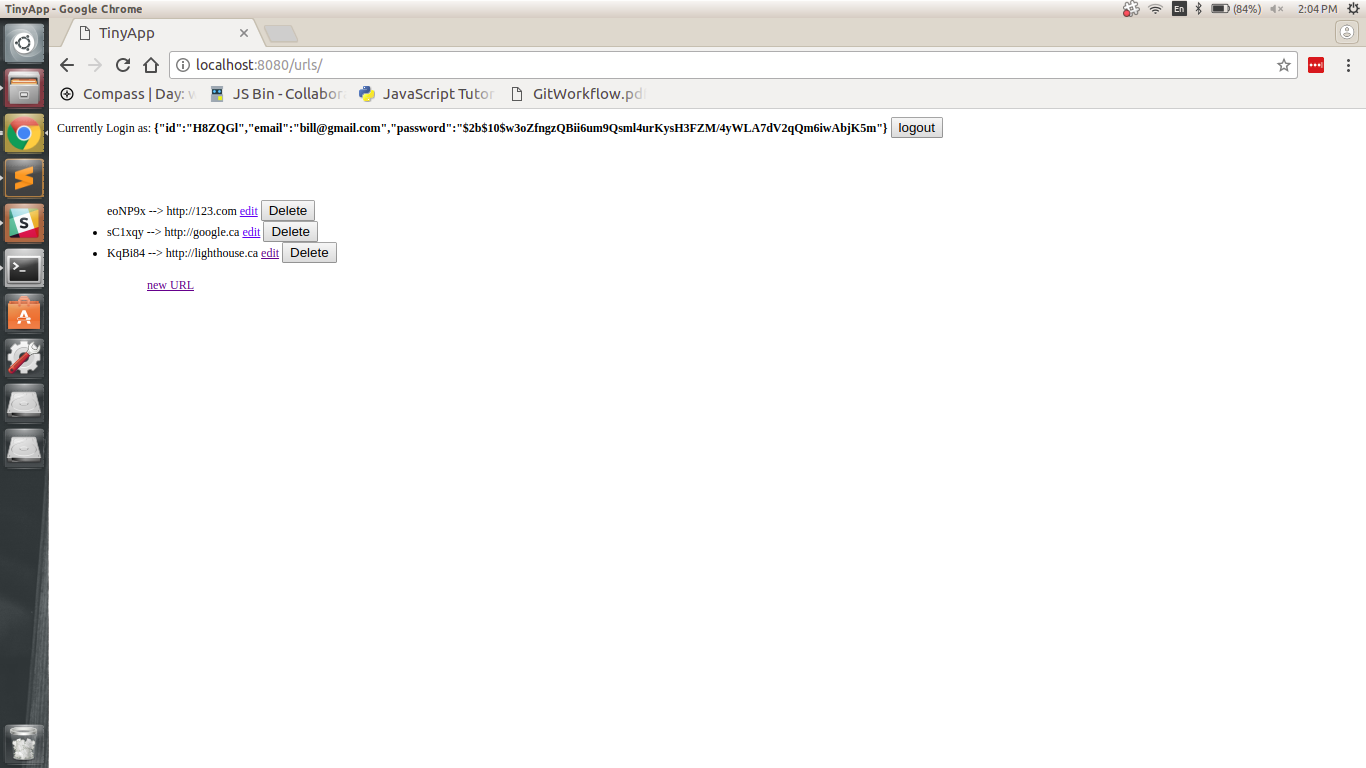 TinyApp - Google Chrome
En
(84%)
2:04 PM
TinyApp
localhost:8080/urls/
Compass | Day:
JS Bin - Collabor
JavaScript Tutor
GitWorkflow.pd
Currently Login as: {"id":"H8ZQGl","email":"bill@gmail.com","password":"$2b$10$w3oZfngzQBii6um9Qsml4urKysH3FZM/4yWLA7dV2qQm6iwAbjK5m"} logout
eoNP9x --> http://123.com edit Delete
sC1xqy --> http://google.ca edit Delete
KqBi84 --> http://lighthouse.ca edit Delete
new URL